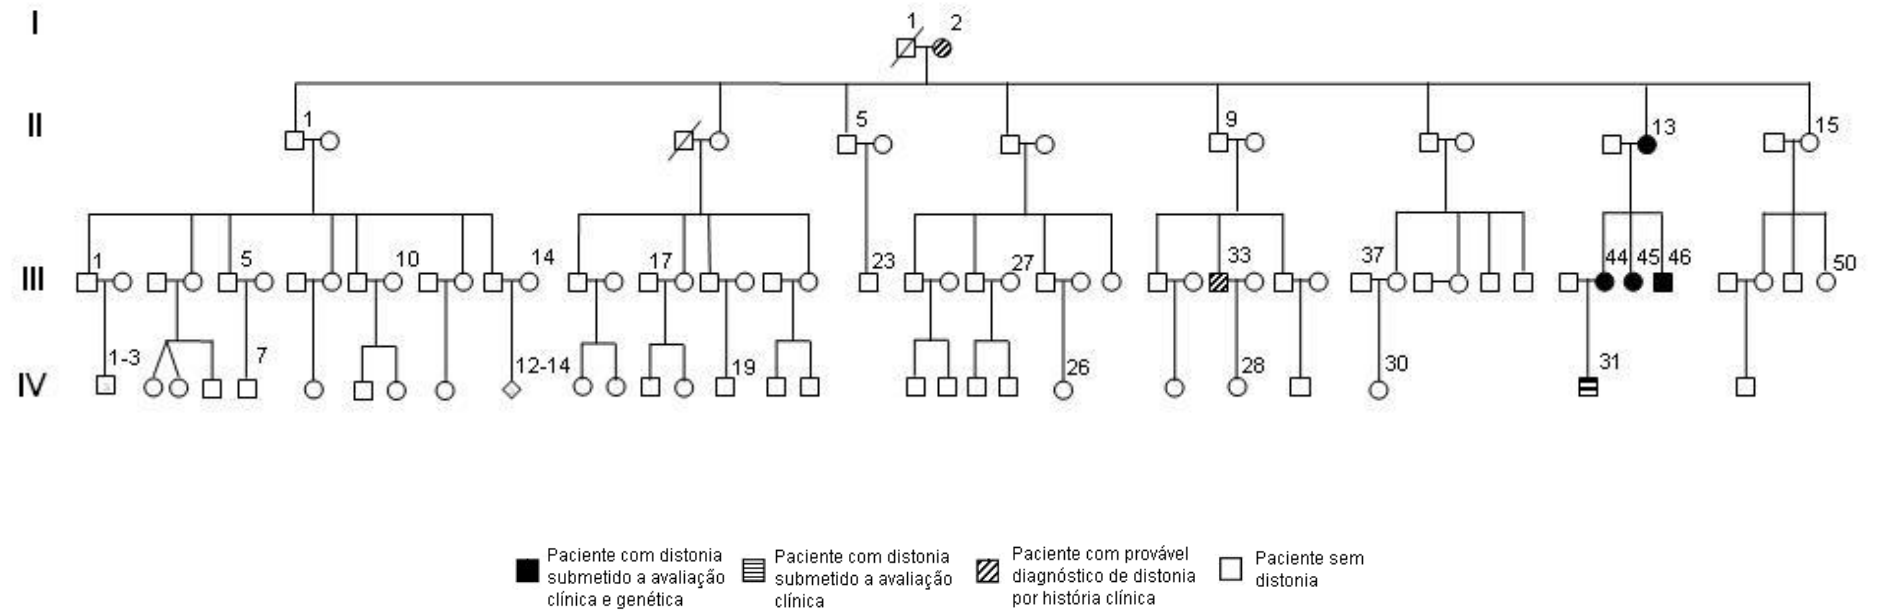 I
1 2
II
1 5 9 13 15
III
1 5 10 14 17 23 27 33 37 44 45 46 50
IV
1-3 7 12-14 19 26 28 30 31
Paciente com distonia
submetido a avaliação
clínica e genética
Paciente com distonia
submetido a avaliação
clínica
Paciente com provável
diagnóstico de distonia
por história clínica
Paciente sem
distonia